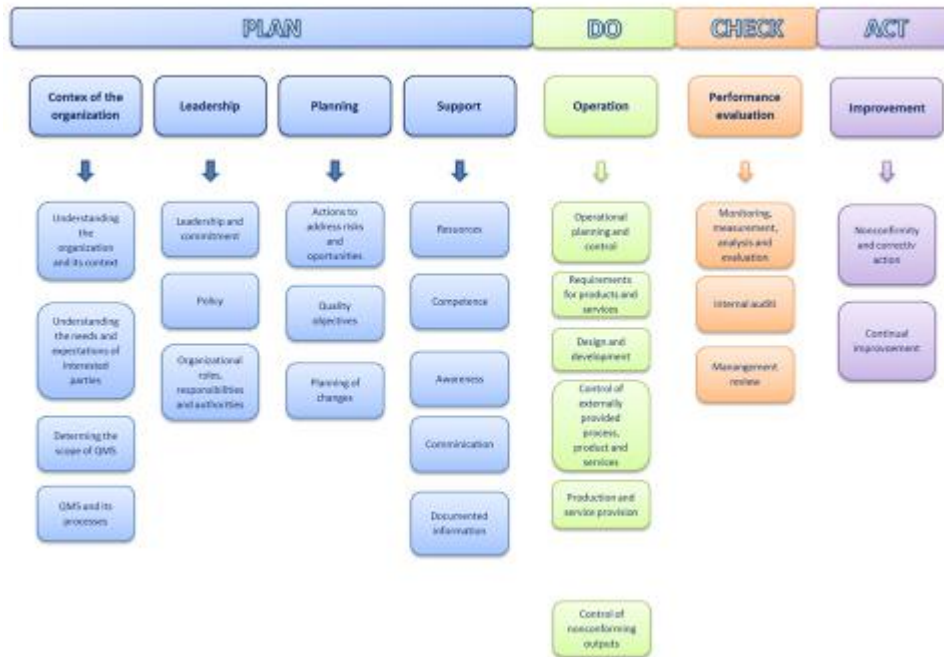 PLAN
DO
CHECK
ACT
Contex of the
organization
Leadership
Planning
Support
Operation
Performance
evaluation
Improvement
Understanding
the
organization
and its context
Understanding
the needs and
expectations of
interested
parties
Determing the
scope of QMS
QMS and its
processes
Leadership and
commitment
Policy
Organizational
roles,
responsibilities
and authorities
Actions to
address risks
and
oportunities
Quality
objectives
Planning of
changes
Resources
Competence
Awareness
Comminication
Documented
information
Operational
planning and
control
Requirements
for products and
services
Design and
development
Control of
externally
provided
process,
product and
services
Production and
service provision
Control of
nonconforming
outputs
Monitoring,
measurement,
analysis and
evaluation
Internal auditi
Manangement
review
Nonconfirmity
and correctiv
action
Continual
improvement